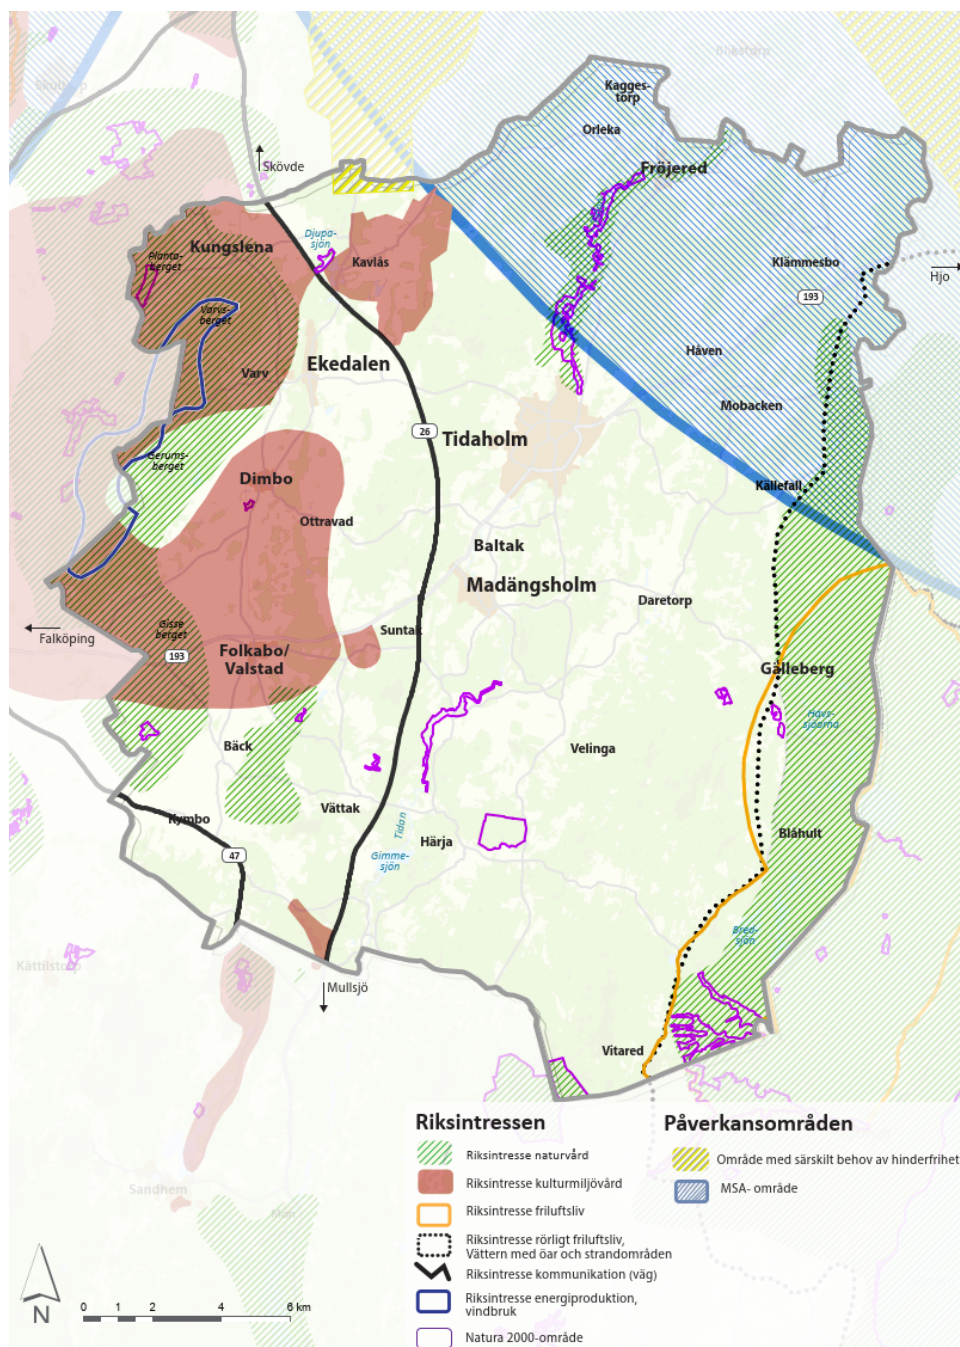 Blikstorp
Kagges-
torp
Orleka
Skövde
Fröjered
Kungslena
Djupa-
sjön
Planta-
berget
Kavlås
Klämmesbo
Hjo
193
Varvs-
berget
Håven
Ekedalen
Varv
Mobacken
26
Tidaholm
Gerums-
berget
Dimbo
Källefall
Ottravad
Baltak
Madängsholm
Daretorp
Gisse
berget
Suntak
Falköping
193
Folkabo/
Valstad
Gälleberg
Havs-
sjöarna
Bäck
Velinga
Vättak
Kymbo
Tidan
Härja
Blåhult
47
Gimme-
sjön
Bred-
sjön
Kättilstorp
Mullsjö
Vitared
Sandhem
Riksintressen
Riksintresse naturvård
Riksintresse kulturmiljövård
Riksintresse friluftsliv
Riksintresse rörligt friluftsliv,
Vättern med öar och strandområden
Riksintresse kommunikation (väg)
Riksintresse energiproduktion,
vindbruk
Natura 2000-område
Påverkansområden
Område med särskilt behov av hinderfrihet
MSA- område
N
0 1 2 4 6 km